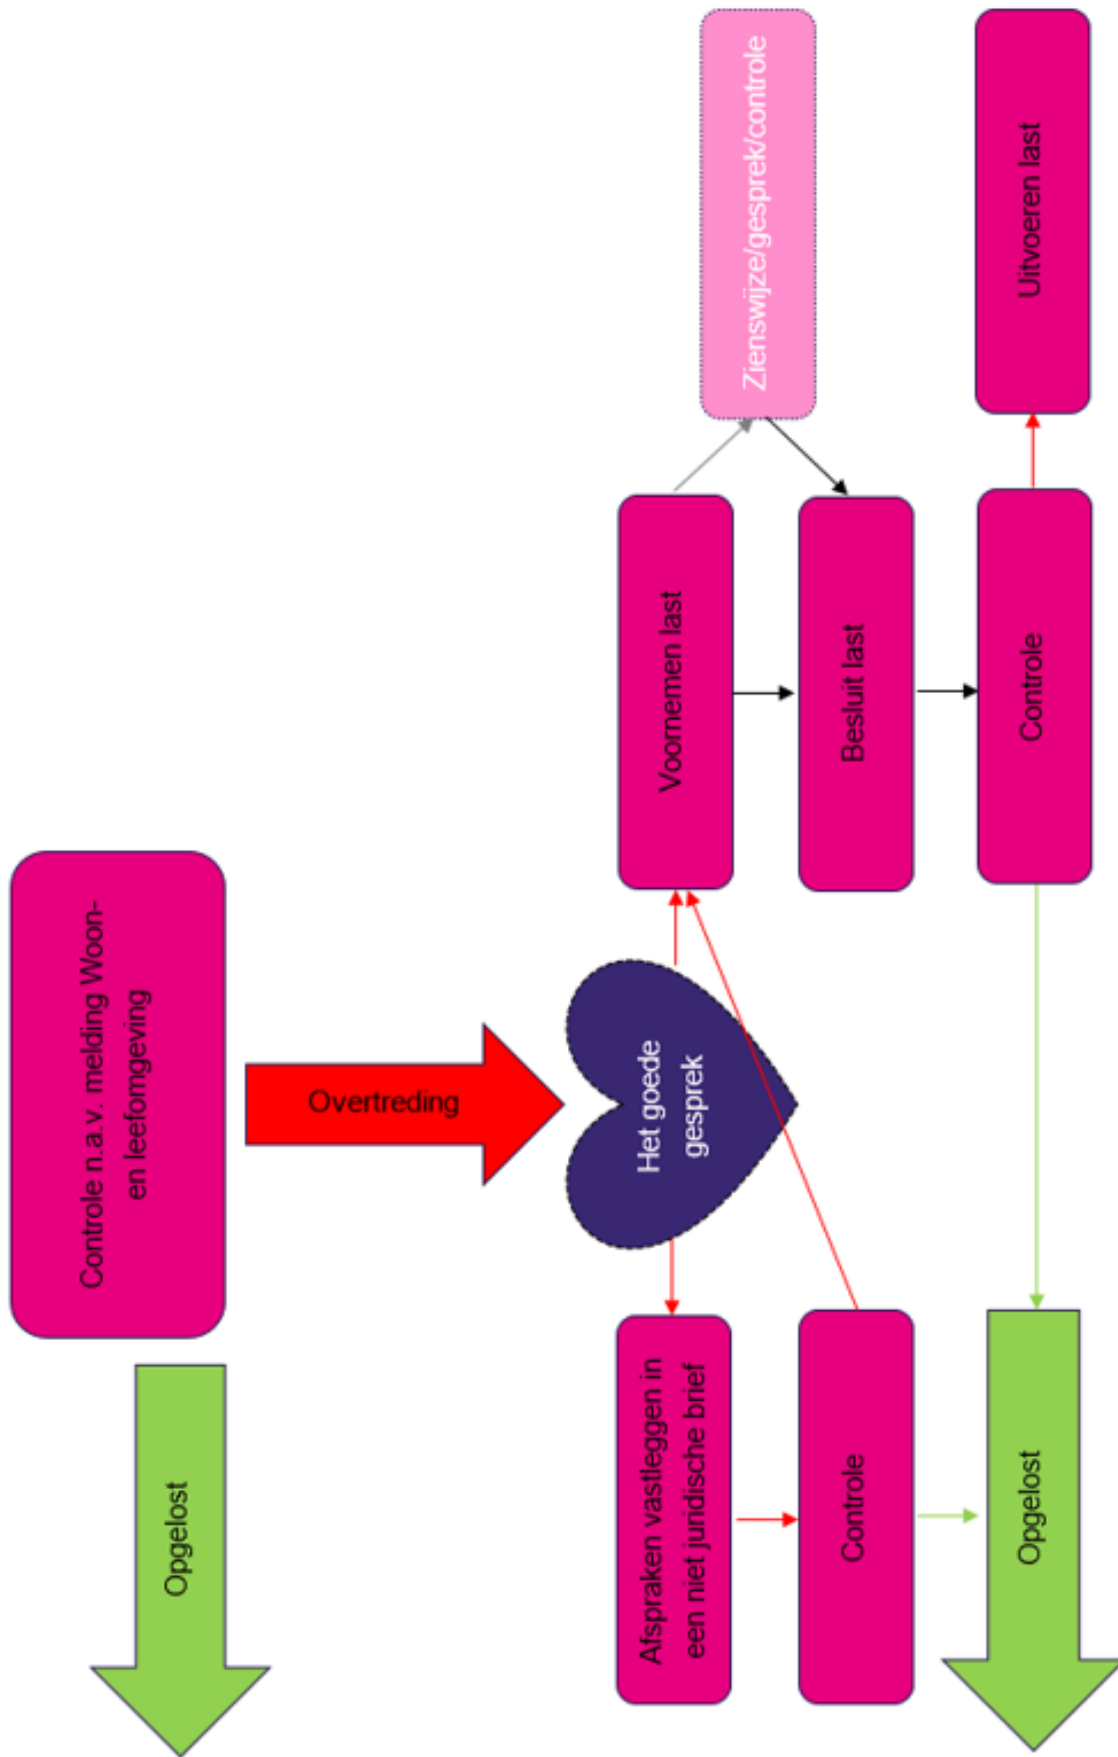 Controle n.a.v. melding Woon-
en leefomgeving
Opgelost
Overtreding
Het goede
gesprek
Afspraken vastleggen in
een niet juridische brief
Voornemen last
Zienswijze/gesprek/controle
Controle
Besluit last
Opgelost
Controle
Uitvoeren last